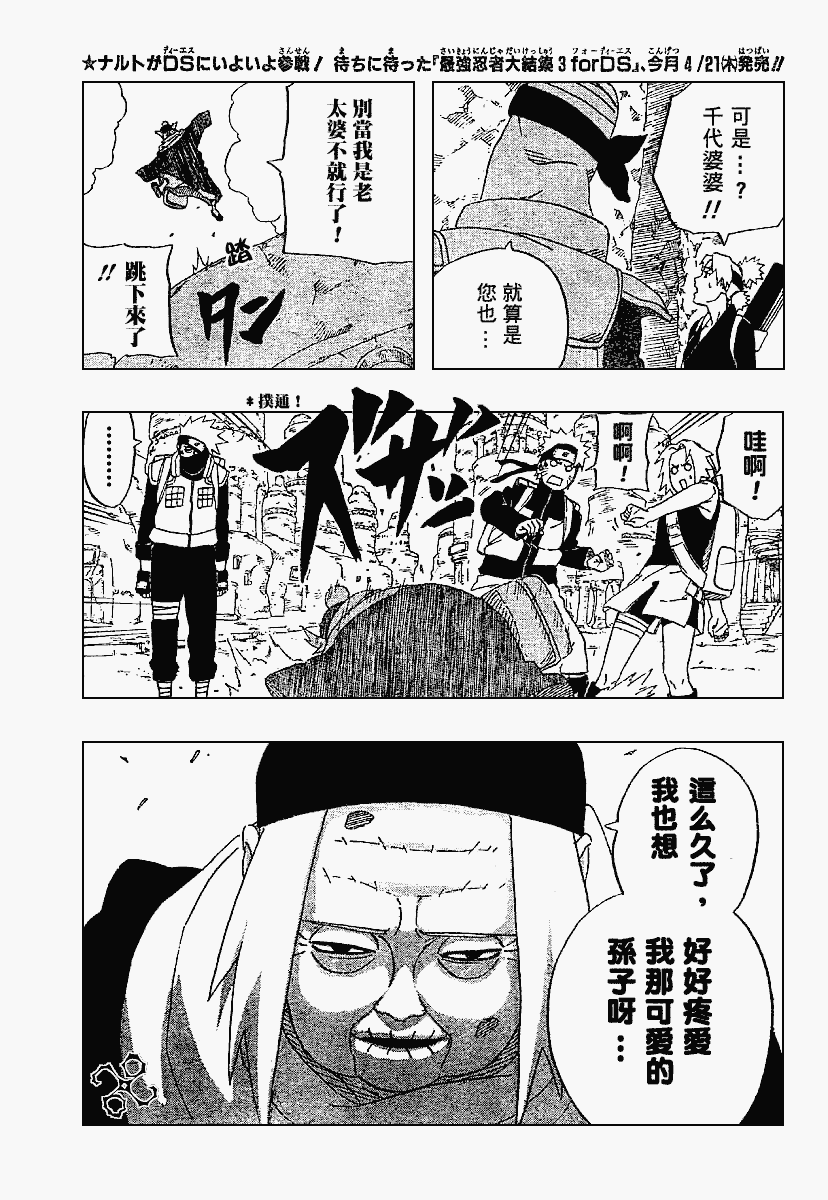 ★ナルトがDSにいよいよ参戦! 待ちに待った『最強忍者大結集3 forDS』、今月4/21(木)発売!!
可是…?
千代婆婆!!
就算是
您也…
別當我是老
太婆不就行了!
跳下來了
!!
踏
タン
哇啊!
啊啊!
*撲通!
ズザッ
………
這么久了,
我也想
好好疼愛
我那可愛的
孫子呀…